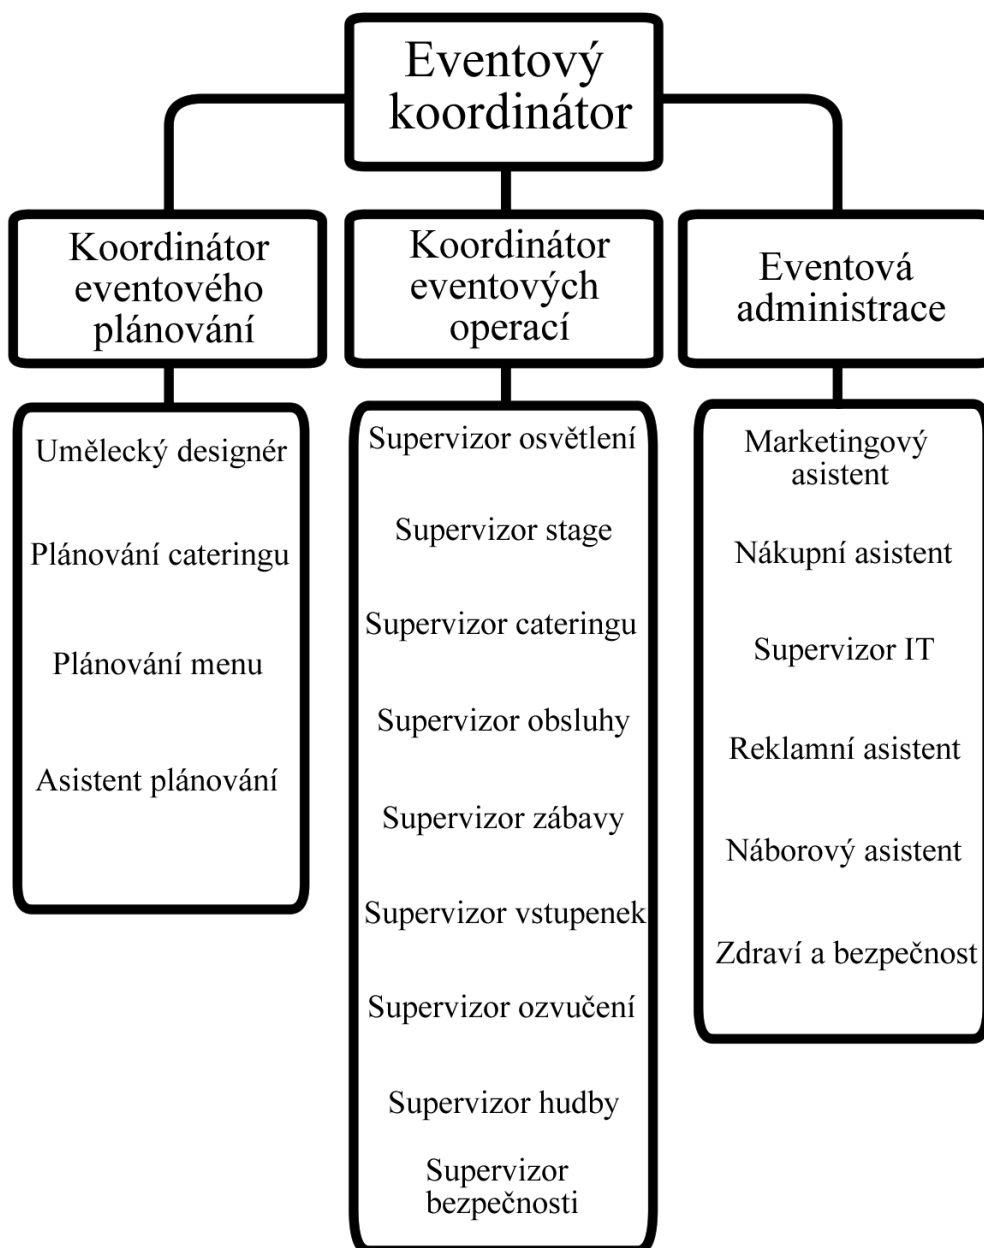 Eventový
koordinátor
Koordinátor
eventového
plánování
Koordinátor
eventových
operací
Eventová
administrace
Umělecký designér
Plánování cateringu
Plánování menu
Asistent plánování
Supervizor osvětlení
Supervizor stage
Supervizor cateringu
Supervizor obsluhy
Supervizor zábavy
Supervizor vstupenek
Supervizor ozvučení
Supervizor hudby
Supervizor
bezpečnosti
Marketingový
asistent
Nákupní asistent
Supervizor IT
Reklamní asistent
Náborový asistent
Zdraví a bezpečnost